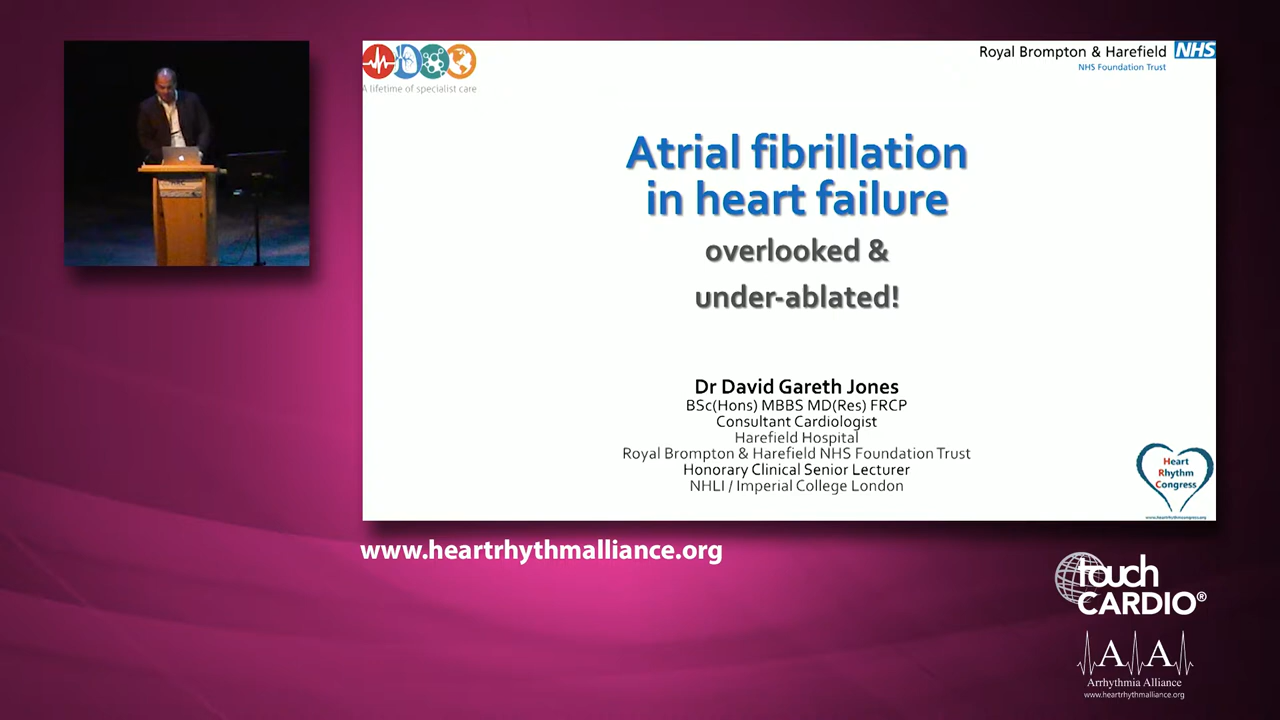 A lifetime of specialist care
Royal Brompton & Harefield NHS
NHS Foundation Trust
Atrial fibrillation
in heart failure
overlooked &
under-ablated!
Dr David Gareth Jones
BSc(Hons) MBBS MD(Res) FRCP
Consultant Cardiologist
Harefield Hospital
Royal Brompton & Harefield NHS Foundation Trust
Honorary Clinical Senior Lecturer
NHLI / Imperial College London
Heart
Rhythm
Congress
www.heartrhythmcongress.org
www.heartrhythmalliance.org
touch
CARDIO®
A A
Arrhythmia Alliance
www.heartrhythmalliance.org